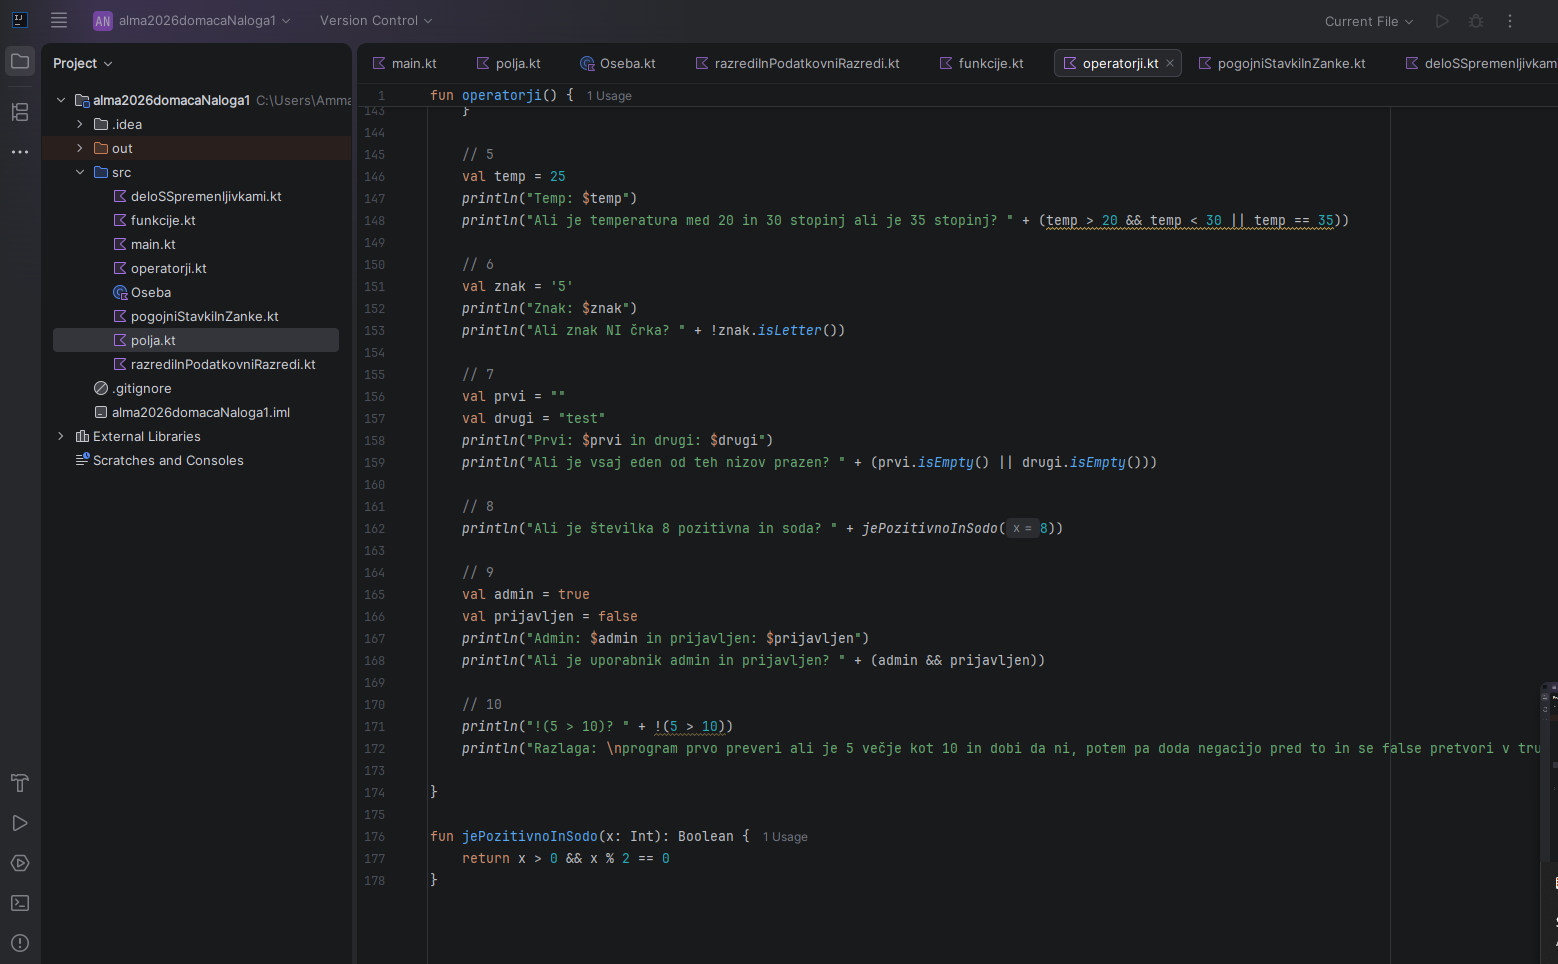 AN alma2026domacaNaloga1 Version Control Current File
Project
main.kt polja.kt Oseba.kt razrediInPodatkovniRazredi.kt funkcije.kt operatorji.kt pogojniStavkiInZanke.kt deloSSpremenljivkam
alma2026domacaNaloga1 C:\Users\Amma
.idea
out
src
deloSSpremenljivkami.kt
funkcije.kt
main.kt
operatorji.kt
Oseba
pogojniStavkiInZanke.kt
polja.kt
razrediInPodatkovniRazredi.kt
.gitignore
alma2026domacaNaloga1.iml
External Libraries
Scratches and Consoles
1 fun operatorji() { 1 Usage
143 }
144
145 // 5
146 val temp = 25
147 println("Temp: $temp")
148 println("Ali je temperatura med 20 in 30 stopinj ali je 35 stopinj? " + (temp > 20 && temp < 30 || temp == 35))
149
150 // 6
151 val znak = '5'
152 println("Znak: $znak")
153 println("Ali znak NI črka? " + !znak.isLetter())
154
155 // 7
156 val prvi = ""
157 val drugi = "test"
158 println("Prvi: $prvi in drugi: $drugi")
159 println("Ali je vsaj eden od teh nizov prazen? " + (prvi.isEmpty() || drugi.isEmpty()))
160
161 // 8
162 println("Ali je številka 8 pozitivna in soda? " + jePozitivnoInSodo( x = 8))
163
164 // 9
165 val admin = true
166 val prijavljen = false
167 println("Admin: $admin in prijavljen: $prijavljen")
168 println("Ali je uporabnik admin in prijavljen? " + (admin && prijavljen))
169
170 // 10
171 println("!(5 > 10)? " + !(5 > 10))
172 println("Razlaga: \nprogram prvo preveri ali je 5 večje kot 10 in dobi da ni, potem pa doda negacijo pred to in se false pretvori v tru
173
174 }
175
176 fun jePozitivnoInSodo(x: Int): Boolean { 1 Usage
177 return x > 0 && x % 2 == 0
178 }